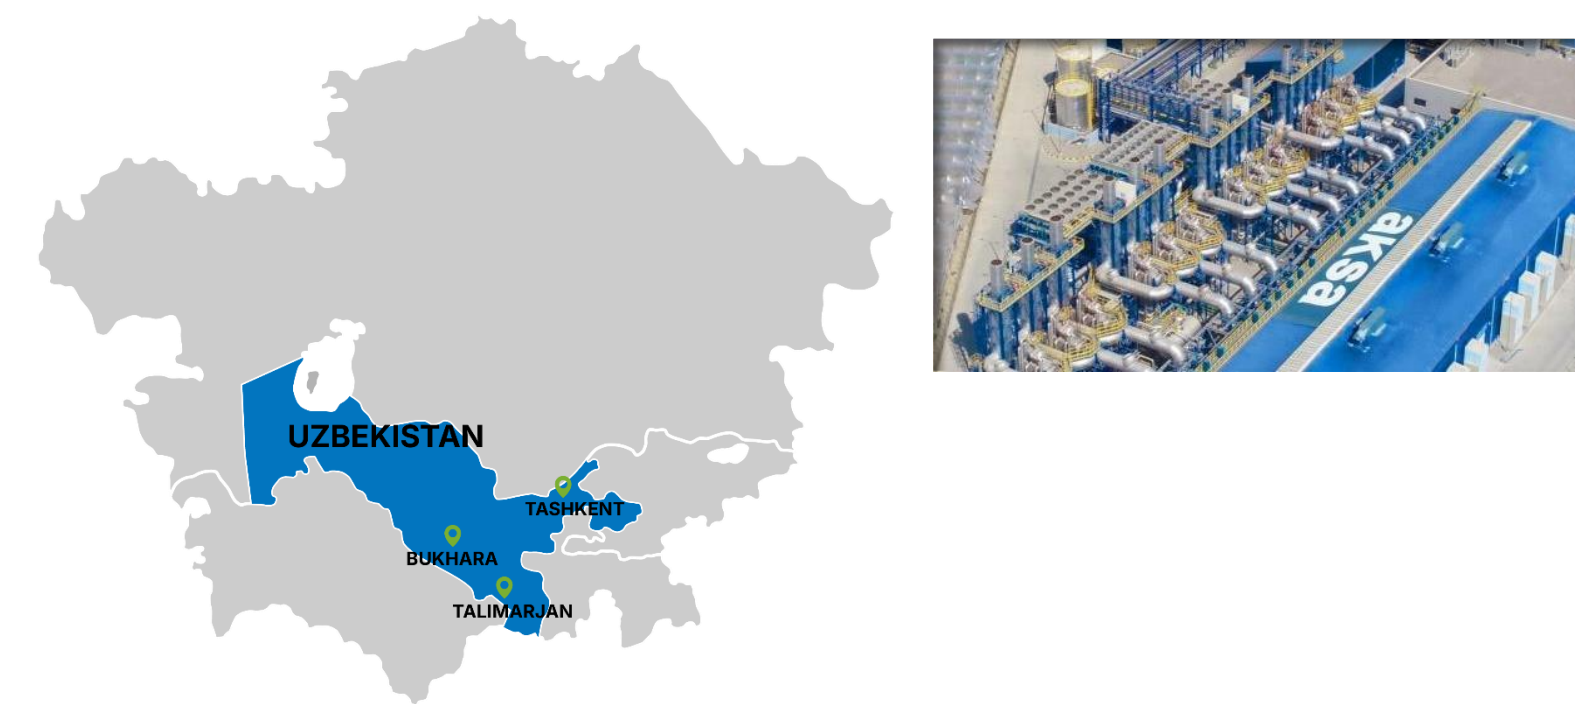 UZBEKISTAN
TASHKENT
BUKHARA
TALIMARJAN
aksa